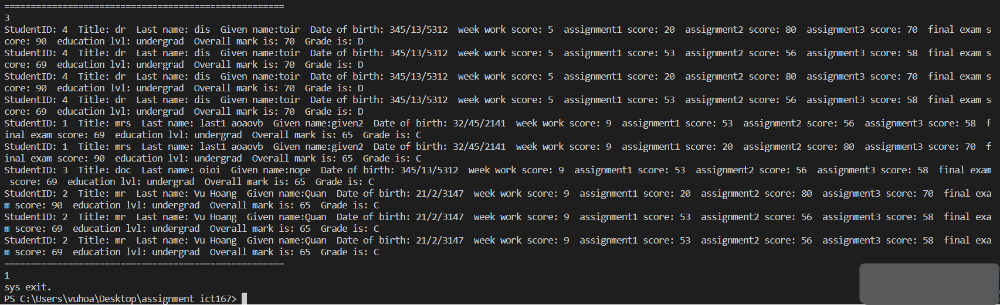 =====================================================
3
StudentID: 4  Title: dr  Last name: dis  Given name:toir  Date of birth: 345/13/5312  week work score: 5  assignment1 score: 20  assignment2 score: 80  assignment3 score: 70  final exam s
core: 90  education lvl: undergrad  Overall mark is: 70  Grade is: D
StudentID: 4  Title: dr  Last name: dis  Given name:toir  Date of birth: 345/13/5312  week work score: 5  assignment1 score: 53  assignment2 score: 56  assignment3 score: 58  final exam s
core: 69  education lvl: undergrad  Overall mark is: 70  Grade is: D
StudentID: 4  Title: dr  Last name: dis  Given name:toir  Date of birth: 345/13/5312  week work score: 5  assignment1 score: 20  assignment2 score: 80  assignment3 score: 70  final exam s
core: 90  education lvl: undergrad  Overall mark is: 70  Grade is: D
StudentID: 4  Title: dr  Last name: dis  Given name:toir  Date of birth: 345/13/5312  week work score: 5  assignment1 score: 53  assignment2 score: 56  assignment3 score: 58  final exam s
core: 69  education lvl: undergrad  Overall mark is: 70  Grade is: D
StudentID: 1  Title: mrs  Last name: last1 aoaovb  Given name:given2  Date of birth: 32/45/2141  week work score: 9  assignment1 score: 53  assignment2 score: 56  assignment3 score: 58  f
inal exam score: 69  education lvl: undergrad  Overall mark is: 65  Grade is: C
StudentID: 1  Title: mrs  Last name: last1 aoaovb  Given name:given2  Date of birth: 32/45/2141  week work score: 9  assignment1 score: 20  assignment2 score: 80  assignment3 score: 70  f
inal exam score: 90  education lvl: undergrad  Overall mark is: 65  Grade is: C
StudentID: 3  Title: doc  Last name: oioi  Given name:nope  Date of birth: 345/13/5312  week work score: 9  assignment1 score: 53  assignment2 score: 56  assignment3 score: 58  final exam
 score: 69  education lvl: undergrad  Overall mark is: 65  Grade is: C
StudentID: 2  Title: mr  Last name: Vu Hoang  Given name:Quan  Date of birth: 21/2/3147  week work score: 9  assignment1 score: 20  assignment2 score: 80  assignment3 score: 70  final exa
m score: 90  education lvl: undergrad  Overall mark is: 65  Grade is: C
StudentID: 2  Title: mr  Last name: Vu Hoang  Given name:Quan  Date of birth: 21/2/3147  week work score: 9  assignment1 score: 53  assignment2 score: 56  assignment3 score: 58  final exa
m score: 69  education lvl: undergrad  Overall mark is: 65  Grade is: C
StudentID: 2  Title: mr  Last name: Vu Hoang  Given name:Quan  Date of birth: 21/2/3147  week work score: 9  assignment1 score: 53  assignment2 score: 56  assignment3 score: 58  final exa
m score: 69  education lvl: undergrad  Overall mark is: 65  Grade is: C
=====================================================
1
sys exit.
PS C:\Users\vuhoa\Desktop\assignment ict167>